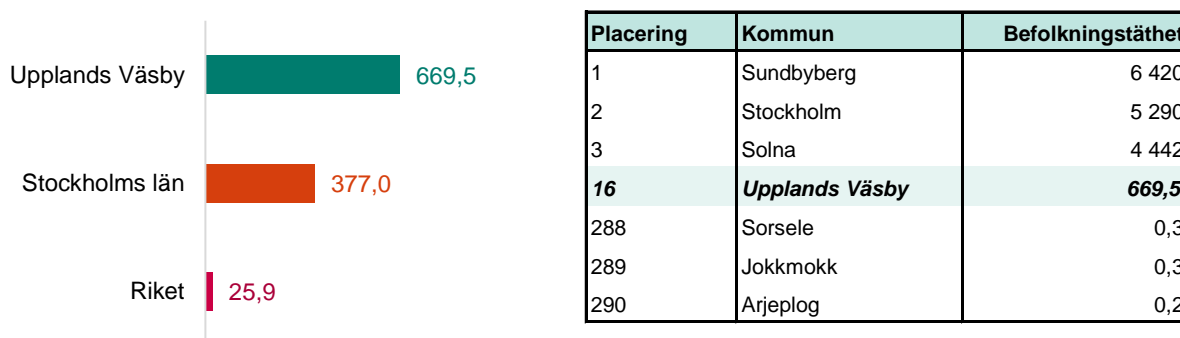 Upplands Väsby 669,5
Stockholms län 377,0
Riket 25,9
Placering Kommun Befolkningstäthet
1 Sundbyberg 6 420
2 Stockholm 5 290
3 Solna 4 442
16 Upplands Väsby 669,5
288 Sorsele 0,3
289 Jokkmokk 0,3
290 Arjeplog 0,2